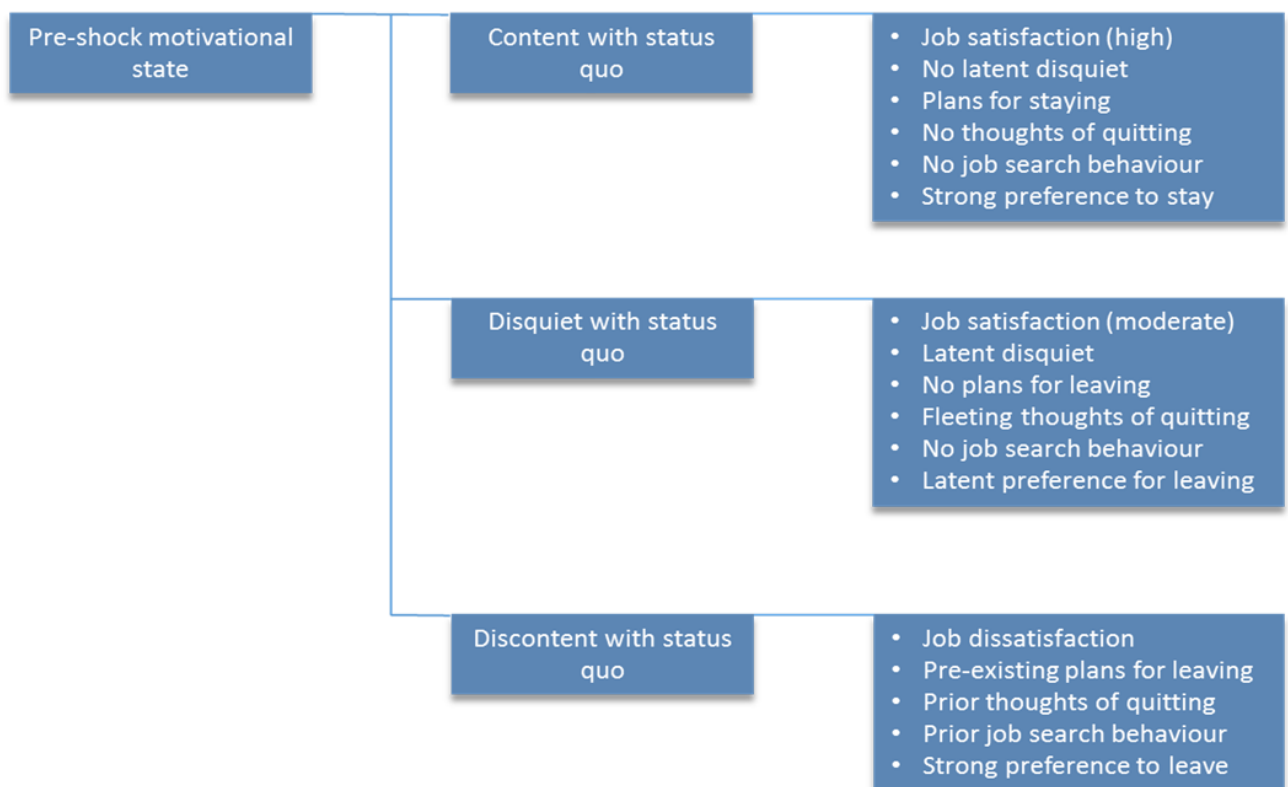 Pre-shock motivational
state
Content with status
quo
• Job satisfaction (high)
• No latent disquiet
• Plans for staying
• No thoughts of quitting
• No job search behaviour
• Strong preference to stay
Disquiet with status
quo
• Job satisfaction (moderate)
• Latent disquiet
• No plans for leaving
• Fleeting thoughts of quitting
• No job search behaviour
• Latent preference for leaving
Discontent with status
quo
• Job dissatisfaction
• Pre-existing plans for leaving
• Prior thoughts of quitting
• Prior job search behaviour
• Strong preference to leave